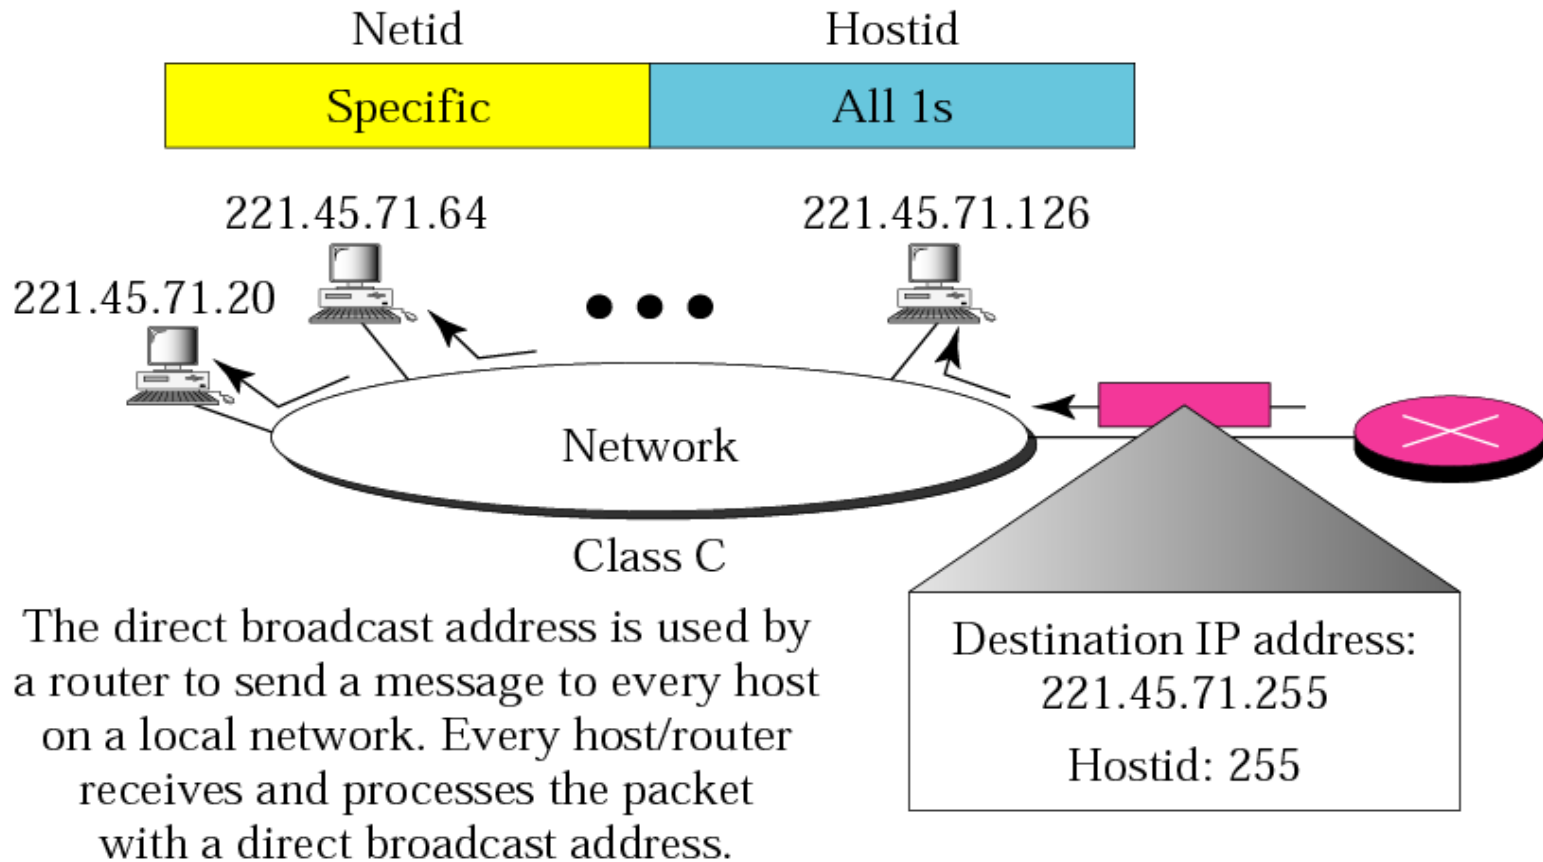 Netid
Hostid
Specific
All 1s
221.45.71.64
221.45.71.126
221.45.71.20
Network
Class C
The direct broadcast address is used by
a router to send a message to every host
on a local network. Every host/router
receives and processes the packet
with a direct broadcast address.
Destination IP address:
221.45.71.255
Hostid: 255